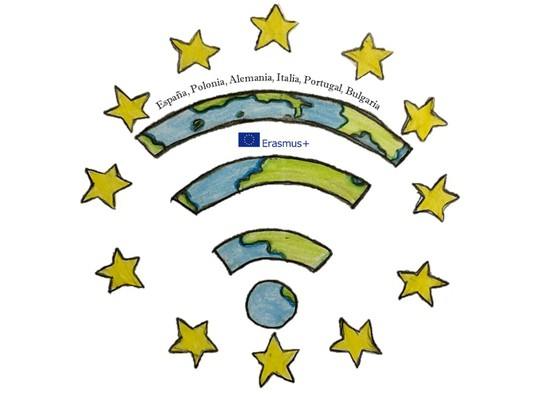 España, Polonia, Alemania, Italia, Portugal, Bulgaria
Erasmus+